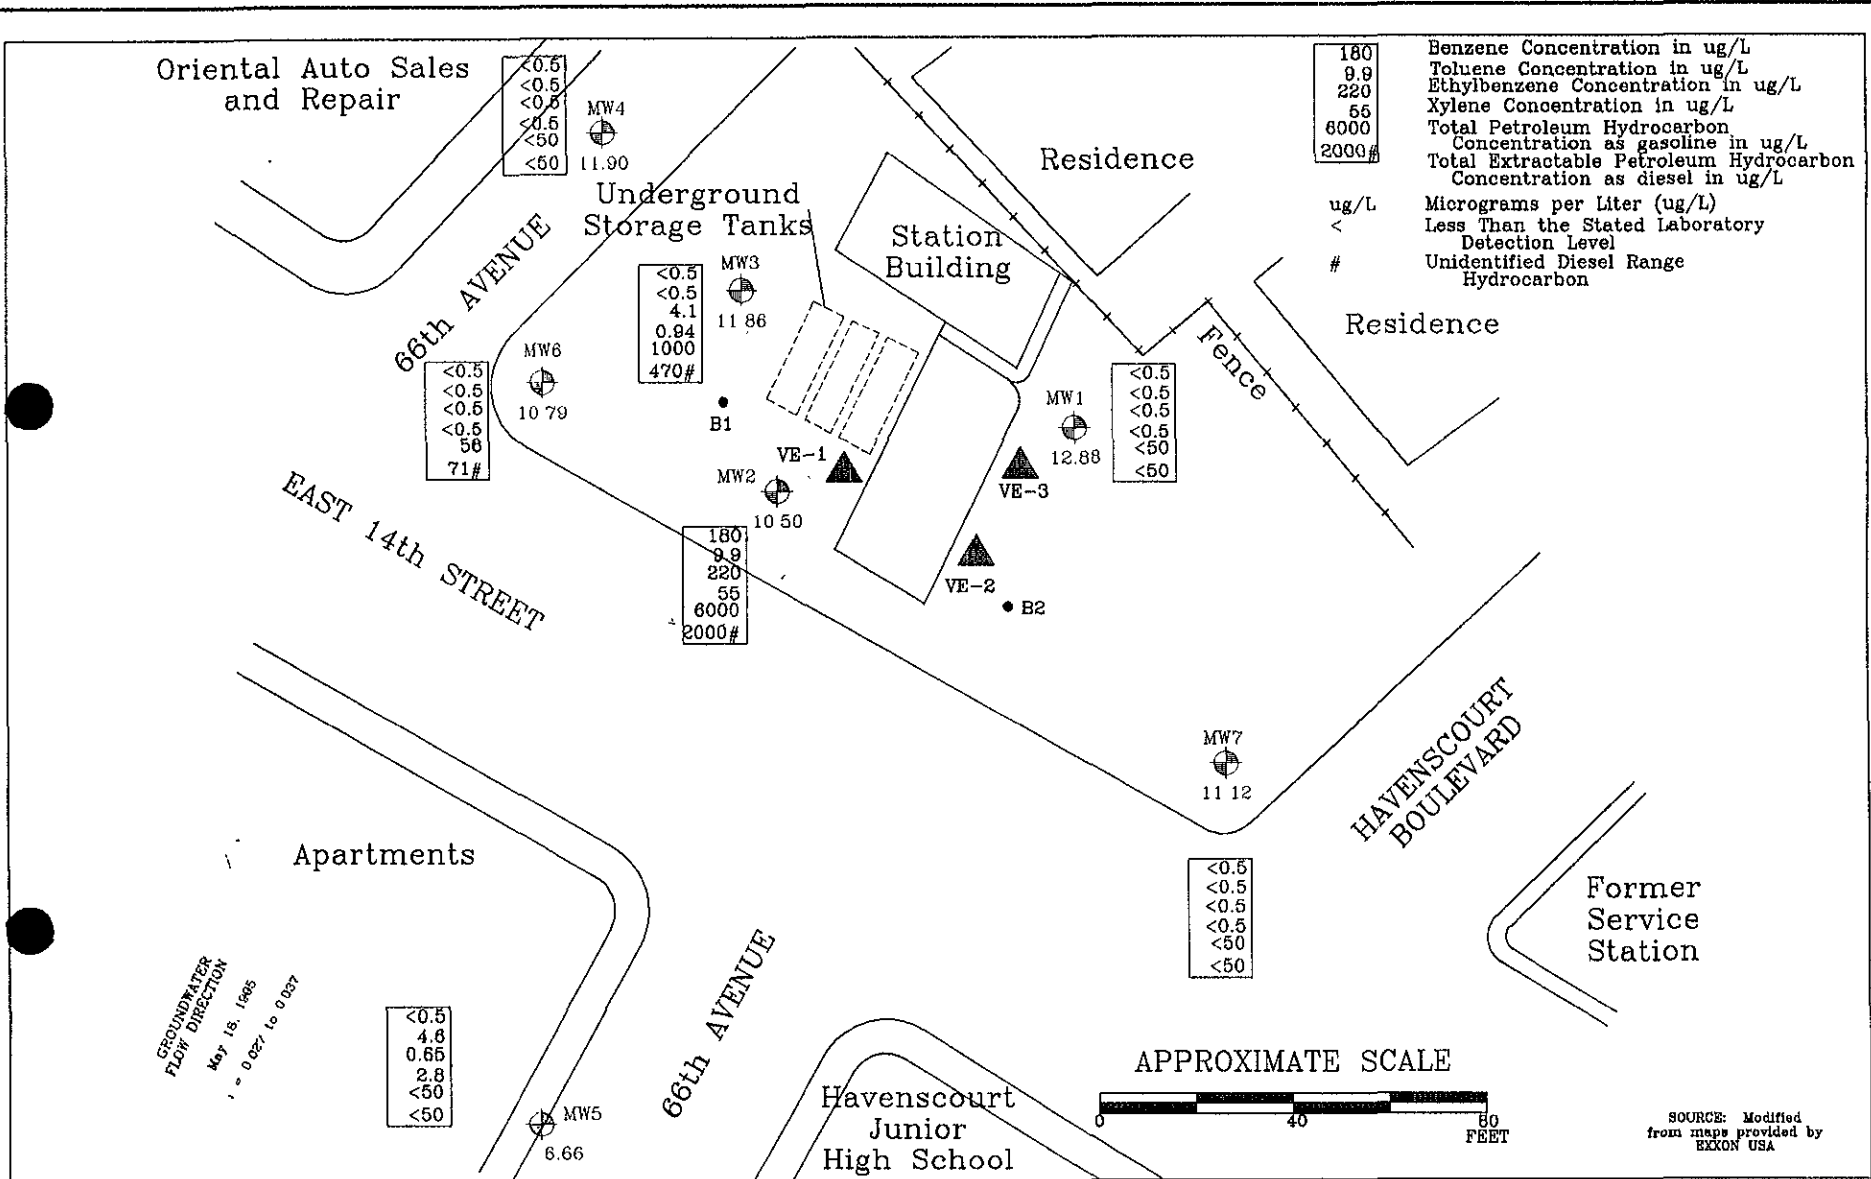 Oriental Auto Sales
and Repair
<0.5
<0.5
<0.5
<0.5
<50
<50
MW4
11.90
180
9.9
220
55
6000
2000#
Benzene Concentration in ug/L
Toluene Concentration in ug/L
Ethylbenzene Concentration in ug/L
Xylene Concentration in ug/L
Total Petroleum Hydrocarbon
Concentration as gasoline in ug/L
Total Extractable Petroleum Hydrocarbon
Concentration as diesel in ug/L
ug/L Micrograms per Liter (ug/L)
< Less Than the Stated Laboratory
Detection Level
# Unidentified Diesel Range
Hydrocarbon
Residence
Residence
Fence
Underground
Storage Tanks
Station
Building
66th AVENUE
<0.5
<0.5
4.1
0.94
1000
470#
MW3
11 86
<0.5
<0.5
<0.5
<0.5
56
71#
MW6
10 79
B1
VE-1
MW2
10 50
180
9.9
220
55
6000
2000#
MW1
12.88
<0.5
<0.5
<0.5
<0.5
<50
<50
VE-3
VE-2
B2
EAST 14th STREET
MW7
11 12
<0.5
<0.5
<0.5
<0.5
<50
<50
HAVENSCOURT
BOULEVARD
Former
Service
Station
Apartments
GROUNDWATER
FLOW DIRECTION
May 18, 1995
= 0 027 to 0 037
<0.5
4.6
0.65
2.8
<50
<50
MW5
6.66
66th AVENUE
Havenscourt
Junior
High School
APPROXIMATE SCALE
0 40 80
FEET
SOURCE: Modified
from maps provided by
EXXON USA